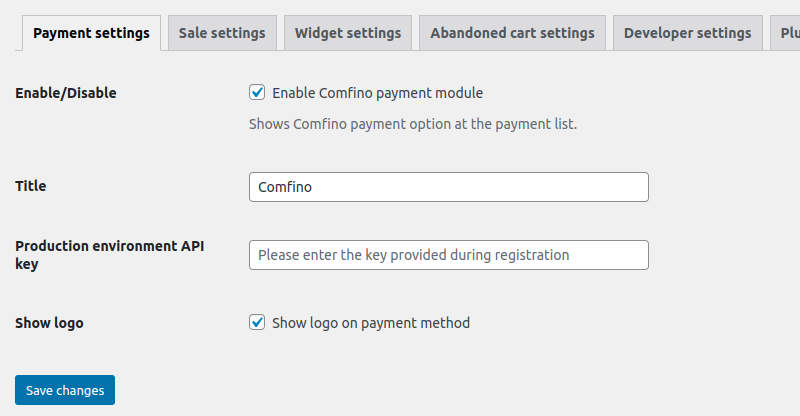 Payment settings Sale settings Widget settings Abandoned cart settings Developer settings Plu
Enable/Disable Enable Comfino payment module
Shows Comfino payment option at the payment list.
Title Comfino
Production environment API key Please enter the key provided during registration
Show logo Show logo on payment method
Save changes